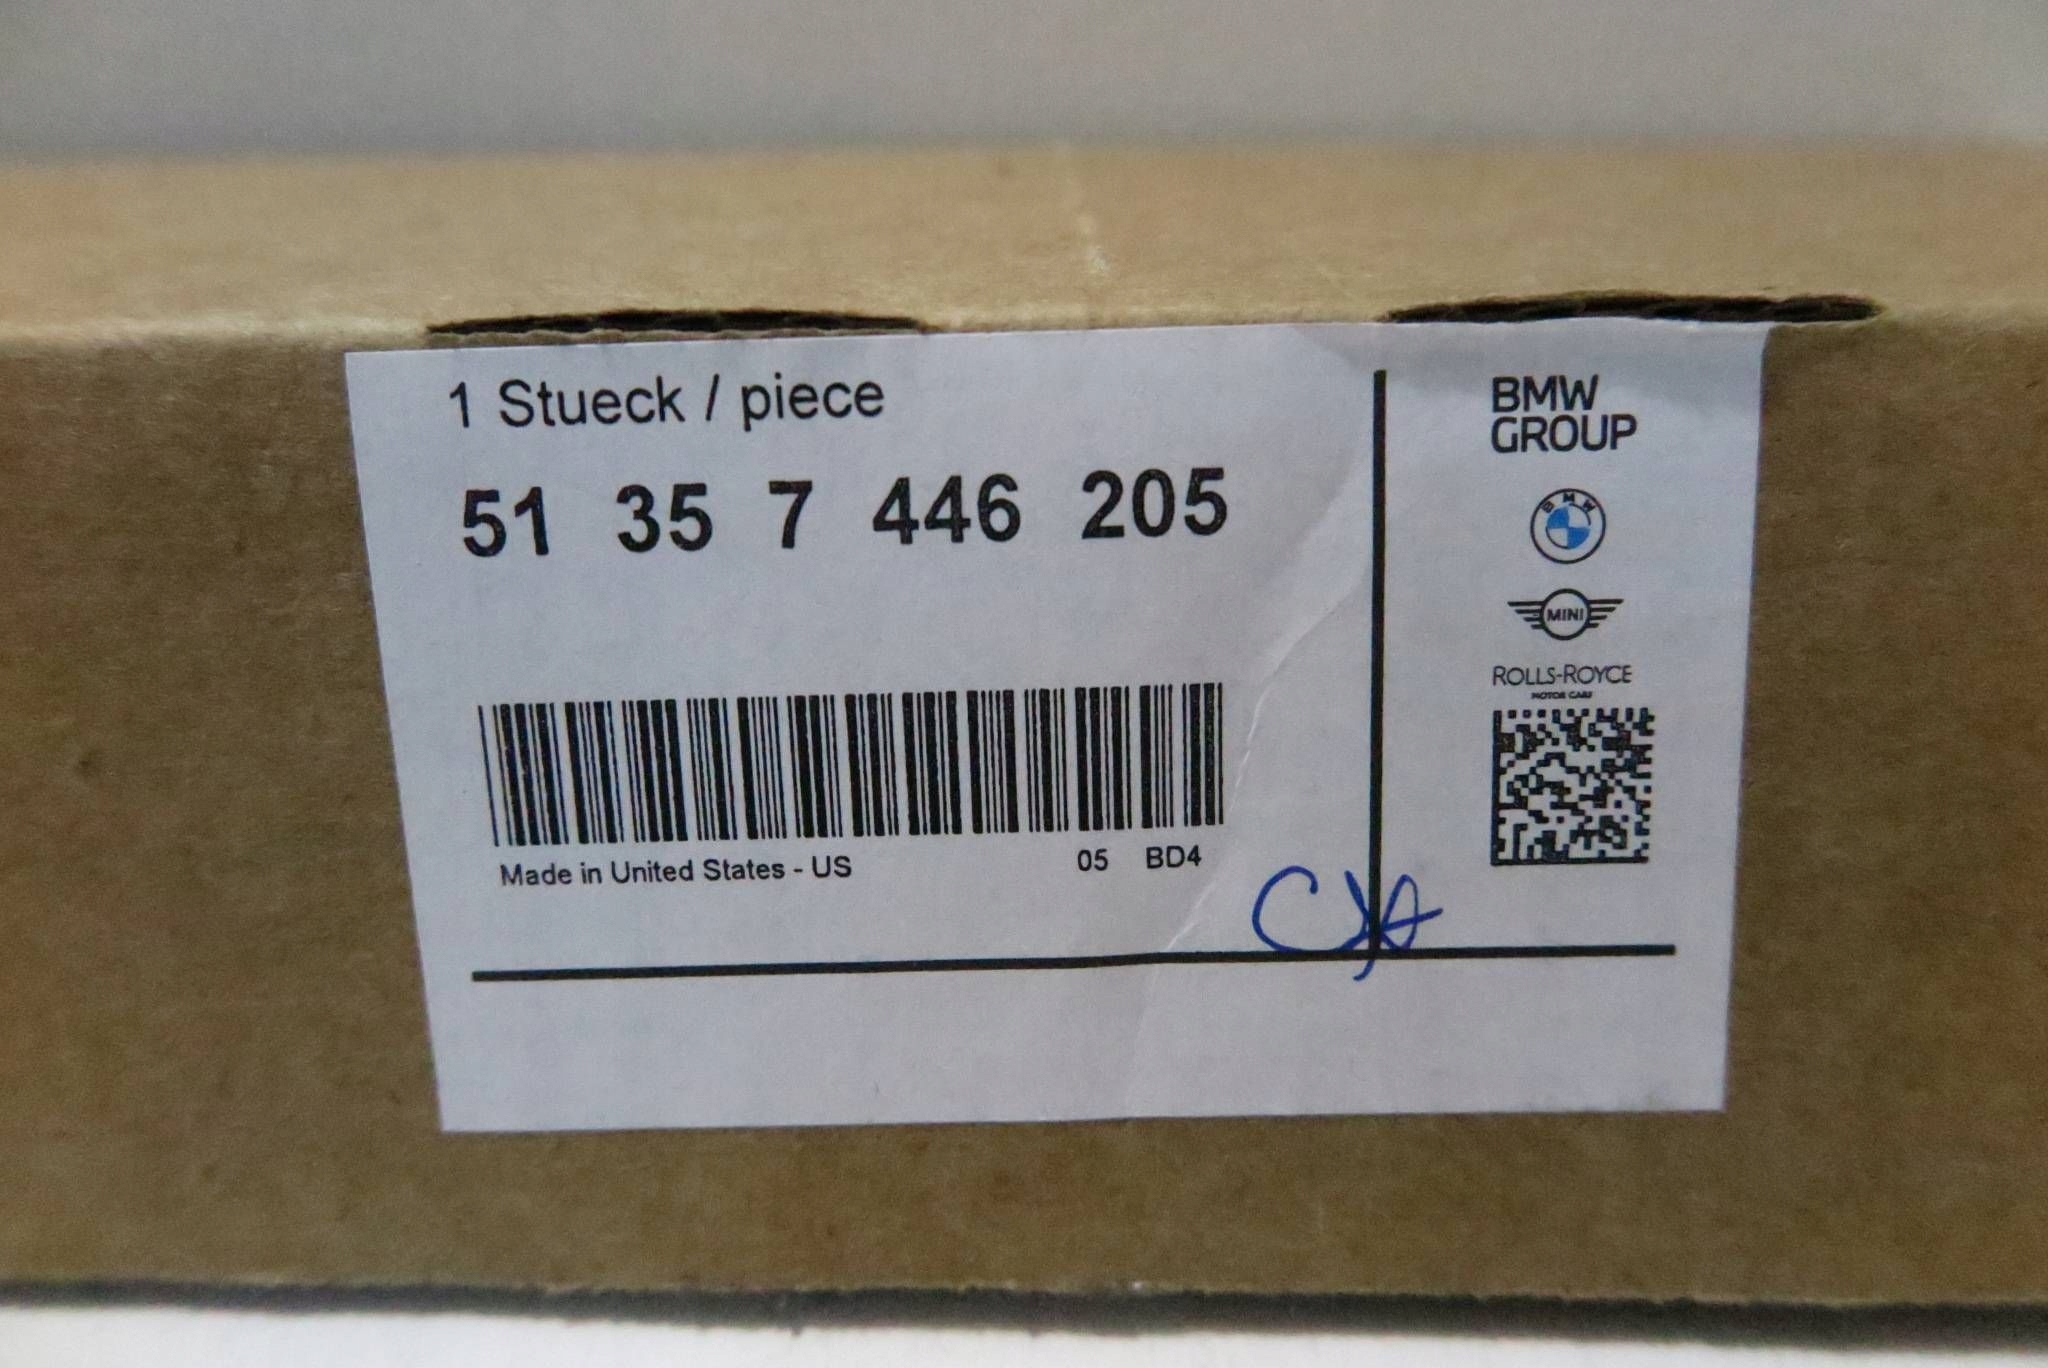 1 Stueck / piece
51 35 7 446 205
Made in United States - US 05 BD4
BMW
GROUP
BMW
MINI
ROLLS-ROYCE
MOTOR CARS